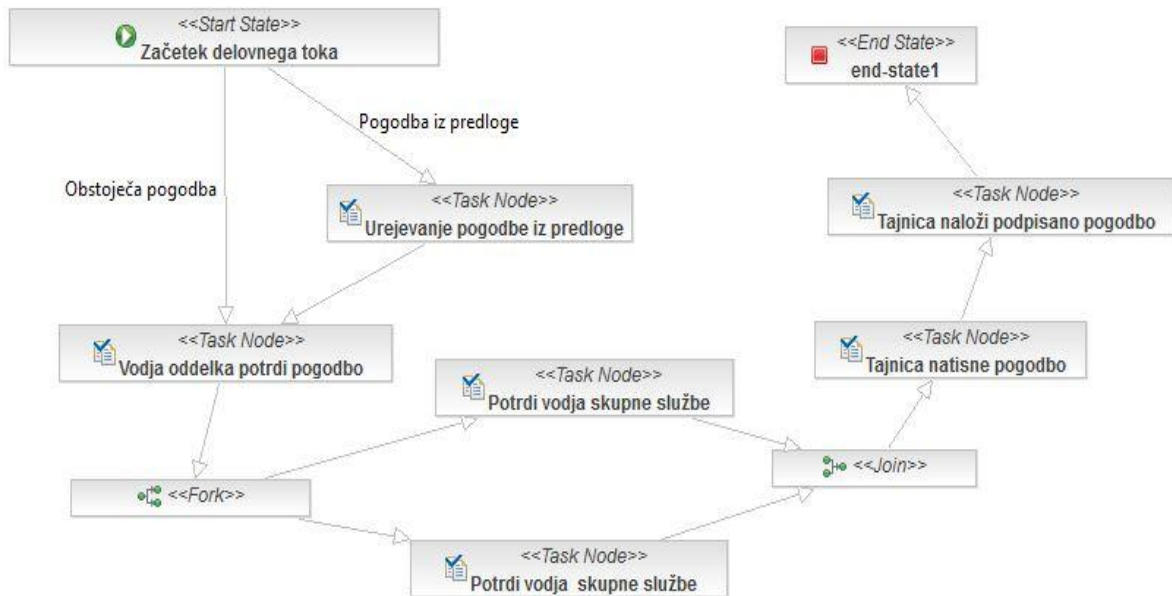 <<Start State>>
Začetek delovnega toka
<<End State>>
end-state1
Pogodba iz predloge
Obstoječa pogodba
<<Task Node>>
Urejevanje pogodbe iz predloge
<<Task Node>>
Tajnica naloži podpisano pogodbo
<<Task Node>>
Vodja oddelka potrdi pogodbo
<<Task Node>>
Tajnica natisne pogodbo
<<Task Node>>
Potrdi vodja skupne službe
<<Fork>>
<<Join>>
<<Task Node>>
Potrdi vodja  skupne službe